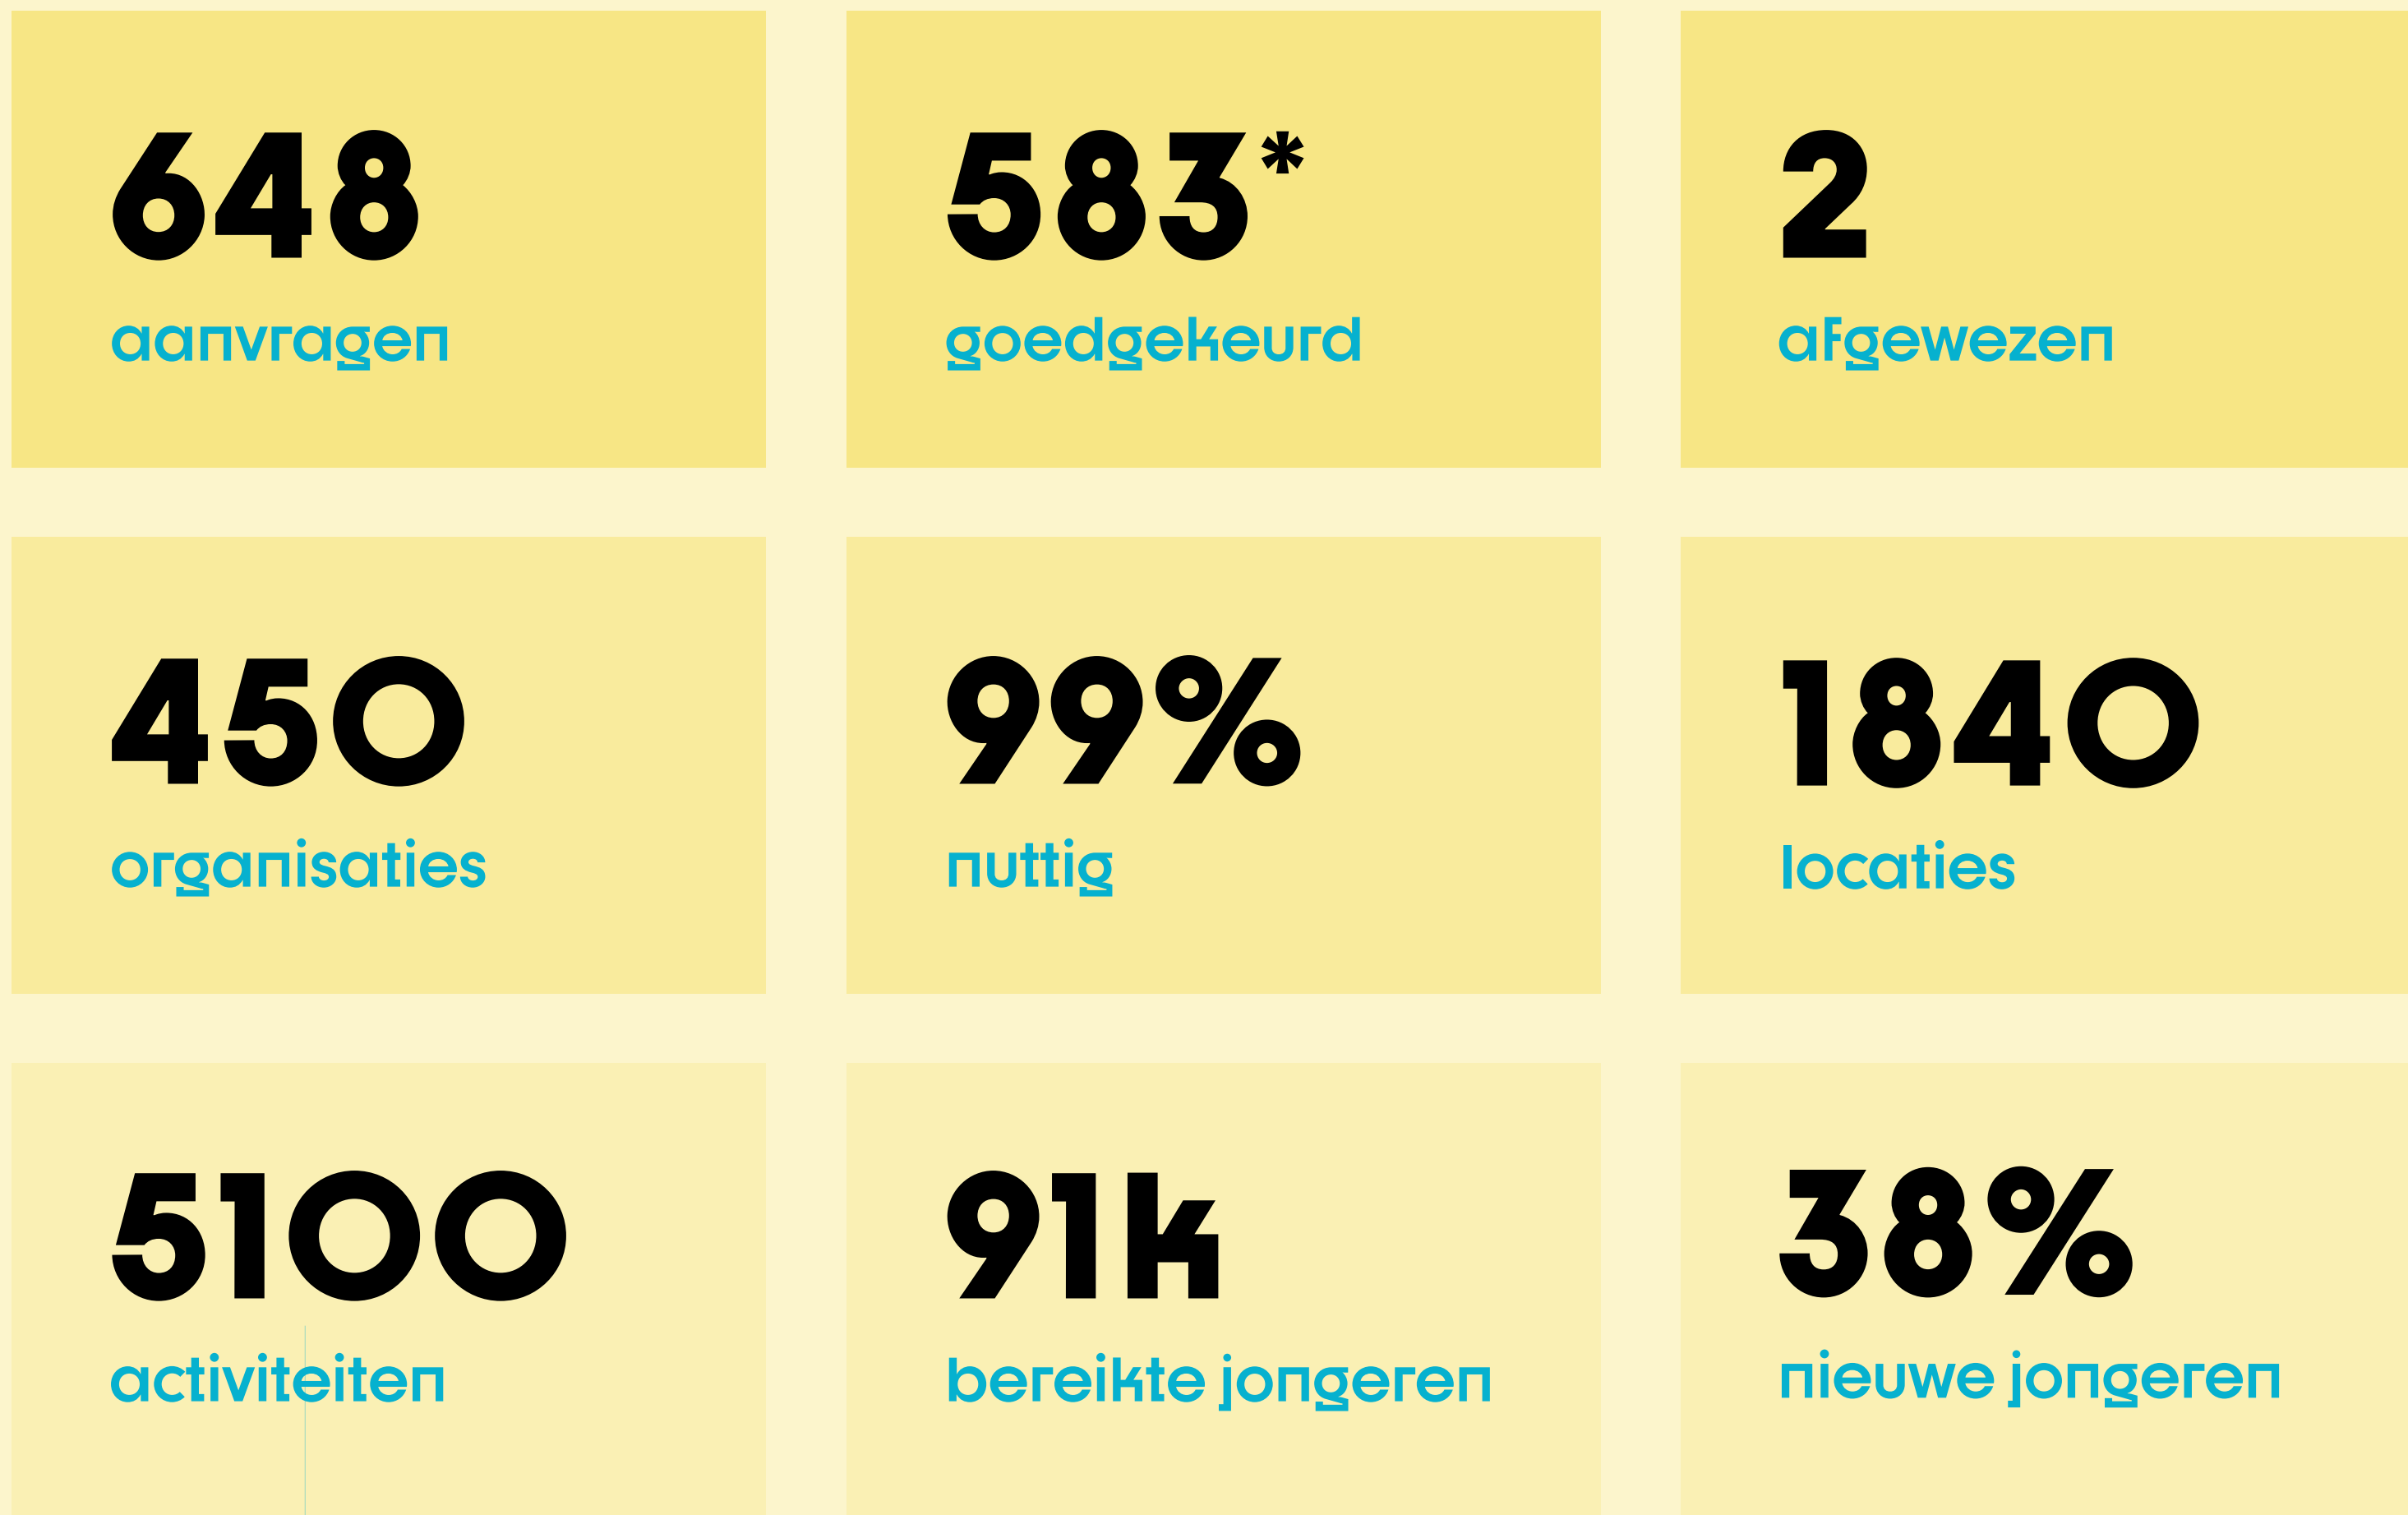 648
aanvragen
583*
goedgekeurd
2
afgewezen
450
organisaties
99%
nuttig
1840
locaties
5100
activiteiten
91k
bereikte jongeren
38%
nieuwe jongeren